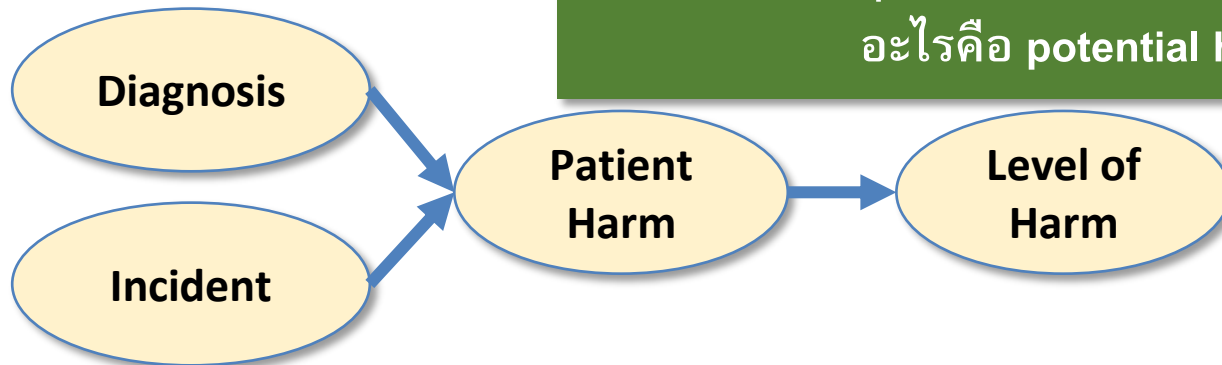 อะไรคือ potential
Diagnosis
Patient
Harm
Level of
Harm
Incident